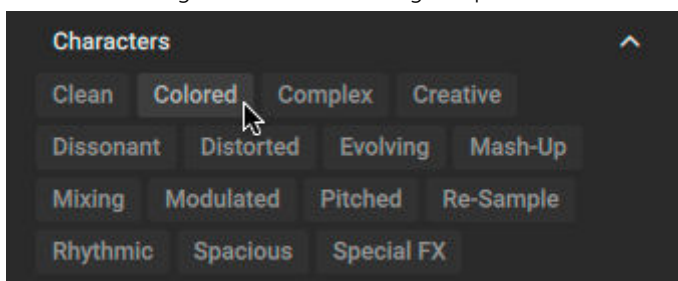 Characters
Clean Colored Complex Creative
Dissonant Distorted Evolving Mash-Up
Mixing Modulated Pitched Re-Sample
Rhythmic Spacious Special FX